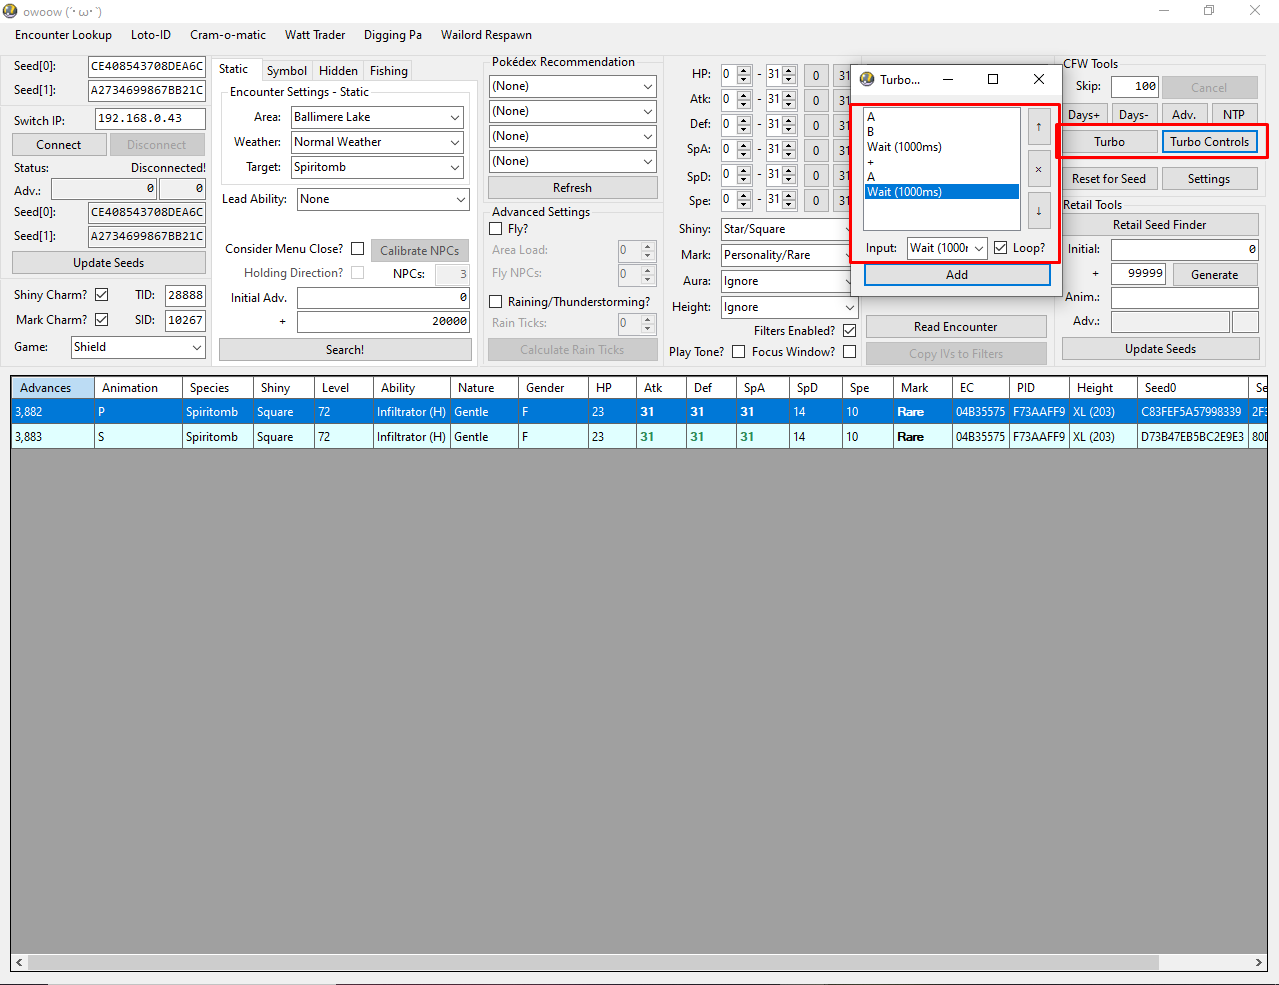 owoow (´･ω･`)
Encounter Lookup Loto-ID Cram-o-matic Watt Trader Digging Pa Wailord Respawn
Seed[0]: CE408543708DEA6C
Seed[1]: A2734699867BB21C
Switch IP: 192.168.0.43
Connect Disconnect
Status: Disconnected!
Adv.: 0 0
Seed[0]: CE408543708DEA6C
Seed[1]: A2734699867BB21C
Update Seeds
Shiny Charm? TID: 28888
Mark Charm? SID: 10267
Game: Shield
Static Symbol Hidden Fishing
Encounter Settings - Static
Area: Ballimere Lake
Weather: Normal Weather
Target: Spiritomb
Lead Ability: None
Consider Menu Close? Calibrate NPCs
Holding Direction? NPCs: 3
Initial Adv. 0
+ 20000
Search!
Pokédex Recommendation
(None)
(None)
(None)
(None)
Refresh
Advanced Settings
Fly?
Area Load: 0
Fly NPCs: 0
Raining/Thunderstorming?
Rain Ticks: 0
Calculate Rain Ticks
HP: 0 - 31 0 31
Atk: 0 - 31 0 31
Def: 0 - 31 0 31
SpA: 0 - 31 0 31
SpD: 0 - 31 0 31
Spe: 0 - 31 0 31
Shiny: Star/Square
Mark: Personality/Rare
Aura: Ignore
Height: Ignore
Filters Enabled?
Play Tone? Focus Window?
Turbo...
A
B
Wait (1000ms)
+
A
Wait (1000ms)
↑
×
↓
Input: Wait (1000r Loop?
Add
Read Encounter
Copy IVs to Filters
CFW Tools
Skip: 100 Cancel
Days+ Days- Adv. NTP
Turbo Turbo Controls
Reset for Seed Settings
Retail Tools
Retail Seed Finder
Initial: 0
+ 99999 Generate
Anim.:
Adv.:
Update Seeds
Advances Animation Species Shiny Level Ability Nature Gender HP Atk Def SpA SpD Spe Mark EC PID Height Seed0 Se
3,882 P Spiritomb Square 72 Infiltrator (H) Gentle F 23 31 31 31 14 10 Rare 04B35575 F73AAFF9 XL (203) C83FEF5A57998339 2F3
3,883 S Spiritomb Square 72 Infiltrator (H) Gentle F 23 31 31 31 14 10 Rare 04B35575 F73AAFF9 XL (203) D73B47EB5BC2E9E3 80D